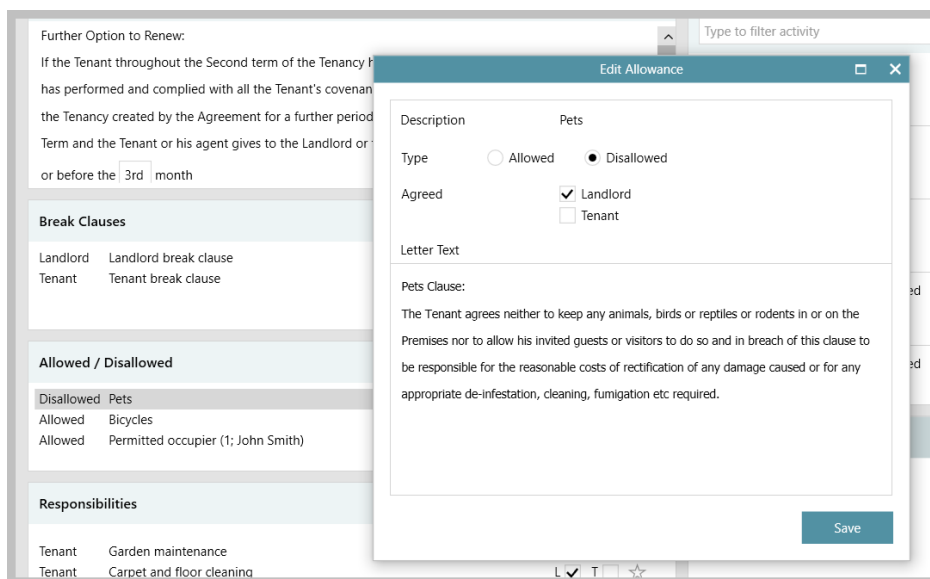 Further Option to Renew:
If the Tenant throughout the Second term of the Tenancy
has performed and complied with all the Tenant's
the Tenancy created by the Agreement for a further period
Term and the Tenant or his agent gives to the Landlord or
or before the 3rd month
Type to filter activity
Break Clauses
Landlord Landlord break clause
Tenant Tenant break clause
Allowed / Disallowed
Disallowed Pets
Allowed Bicycles
Allowed Permitted occupier (1; John Smith)
Responsibilities
Tenant Garden maintenance
Tenant Carpet and floor cleaning L T
Edit Allowance
Description Pets
Type Allowed Disallowed
Agreed Landlord
Tenant
Letter Text
Pets Clause:
The Tenant agrees neither to keep any animals, birds or reptiles or rodents in or on the
Premises nor to allow his invited guests or visitors to do so and in breach of this clause to
be responsible for the reasonable costs of rectification of any damage caused or for any
appropriate de-infestation, cleaning, fumigation etc required.
Save